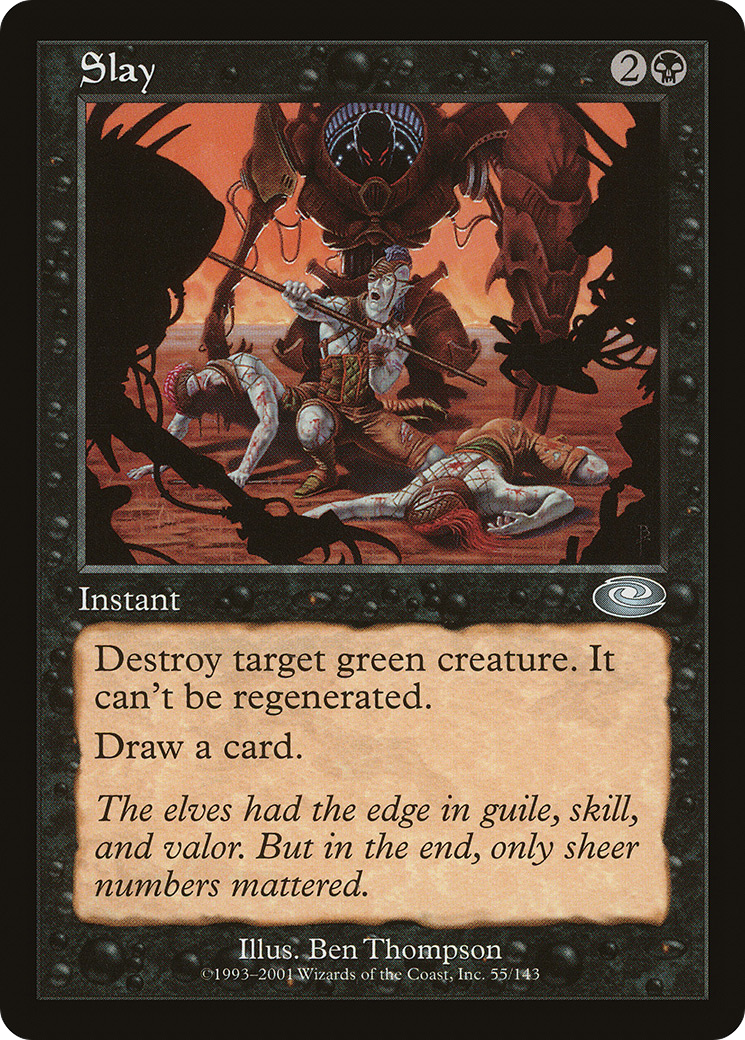 Slay
2
Instant
Destroy target green creature. It
can't be regenerated.
Draw a card.
The elves had the edge in guile, skill,
and valor. But in the end, only sheer
numbers mattered.
Illus. Ben Thompson
©1993–2001 Wizards of the Coast, Inc. 55/143